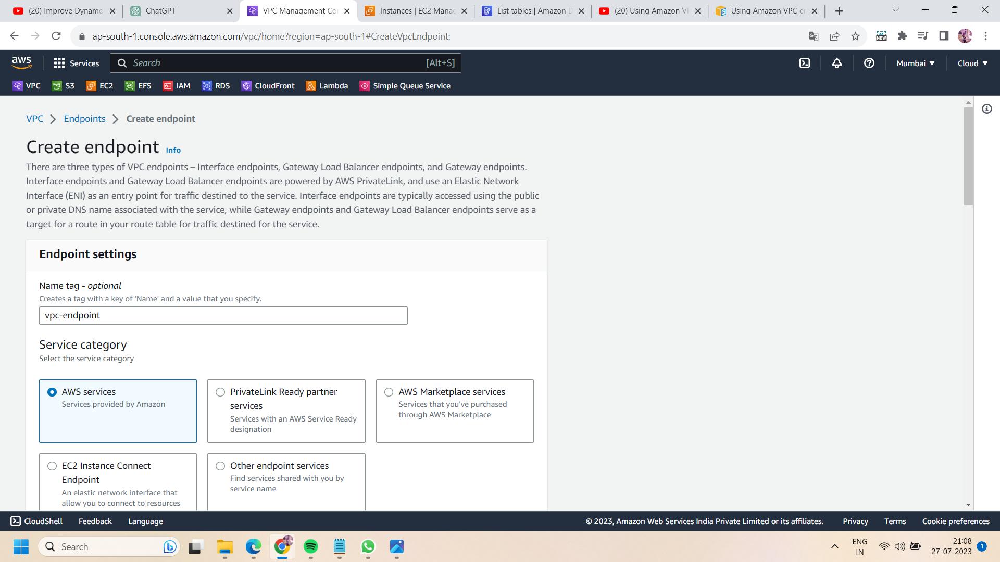 (20) Improve Dynamo
ChatGPT
VPC Management Co
Instances | EC2 Manag
List tables | Amazon D
(20) Using Amazon VP
Using Amazon VPC en
ap-south-1.console.aws.amazon.com/vpc/home?region=ap-south-1#CreateVpcEndpoint:
NEW
aws
Services
Search
[Alt+S]
Mumbai
Cloud
VPC
S3
EC2
EFS
IAM
RDS
CloudFront
Lambda
Simple Queue Service
VPC
Endpoints
Create endpoint
Create endpoint Info
There are three types of VPC endpoints – Interface endpoints, Gateway Load Balancer endpoints, and Gateway endpoints.
Interface endpoints and Gateway Load Balancer endpoints are powered by AWS PrivateLink, and use an Elastic Network
Interface (ENI) as an entry point for traffic destined to the service. Interface endpoints are typically accessed using the public
or private DNS name associated with the service, while Gateway endpoints and Gateway Load Balancer endpoints serve as a
target for a route in your route table for traffic destined for the service.
Endpoint settings
Name tag - optional
Creates a tag with a key of 'Name' and a value that you specify.
vpc-endpoint
Service category
Select the service category
AWS services
Services provided by Amazon
PrivateLink Ready partner
services
Services with an AWS Service Ready
designation
AWS Marketplace services
Services that you've purchased
through AWS Marketplace
EC2 Instance Connect
Endpoint
An elastic network interface that
allow you to connect to resources
Other endpoint services
Find services shared with you by
service name
CloudShell
Feedback
Language
© 2023, Amazon Web Services India Private Limited or its affiliates.
Privacy
Terms
Cookie preferences
Search
ENG
IN
21:08
27-07-2023
1